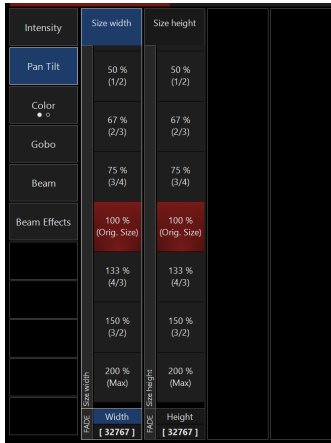 Intensity
Pan Tilt
Color
Gobo
Beam
Beam Effects
Size width
50 %
(1/2)
67 %
(2/3)
75 %
(3/4)
100 %
(Orig. Size)
133 %
(4/3)
150 %
(3/2)
200 %
(Max)
Size width
FADE
Width
[ 32767 ]
Size height
50 %
(1/2)
67 %
(2/3)
75 %
(3/4)
100 %
(Orig. Size)
133 %
(4/3)
150 %
(3/2)
200 %
(Max)
Size height
FADE
Height
[ 32767 ]